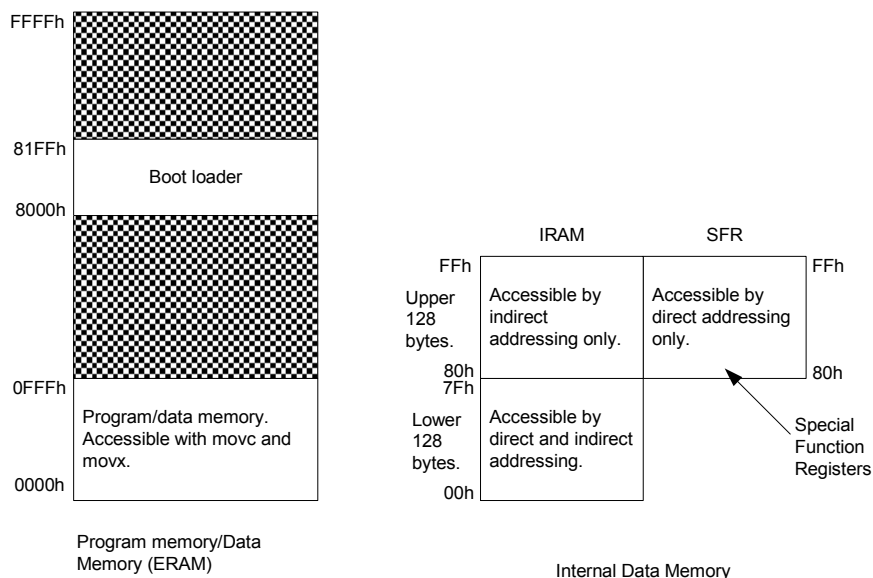 FFFFh
81FFh
Boot loader
8000h
0FFFh
Program/data memory.
Accessible with movc and
movx.
0000h
Program memory/Data
Memory (ERAM)
IRAM
SFR
FFh
FFh
Upper
128
bytes.
Accessible by
indirect
addressing only.
Accessible by
direct addressing
only.
80h
80h
7Fh
Lower
128
bytes.
Accessible by
direct and indirect
addressing.
Special
Function
Registers
00h
Internal Data Memory